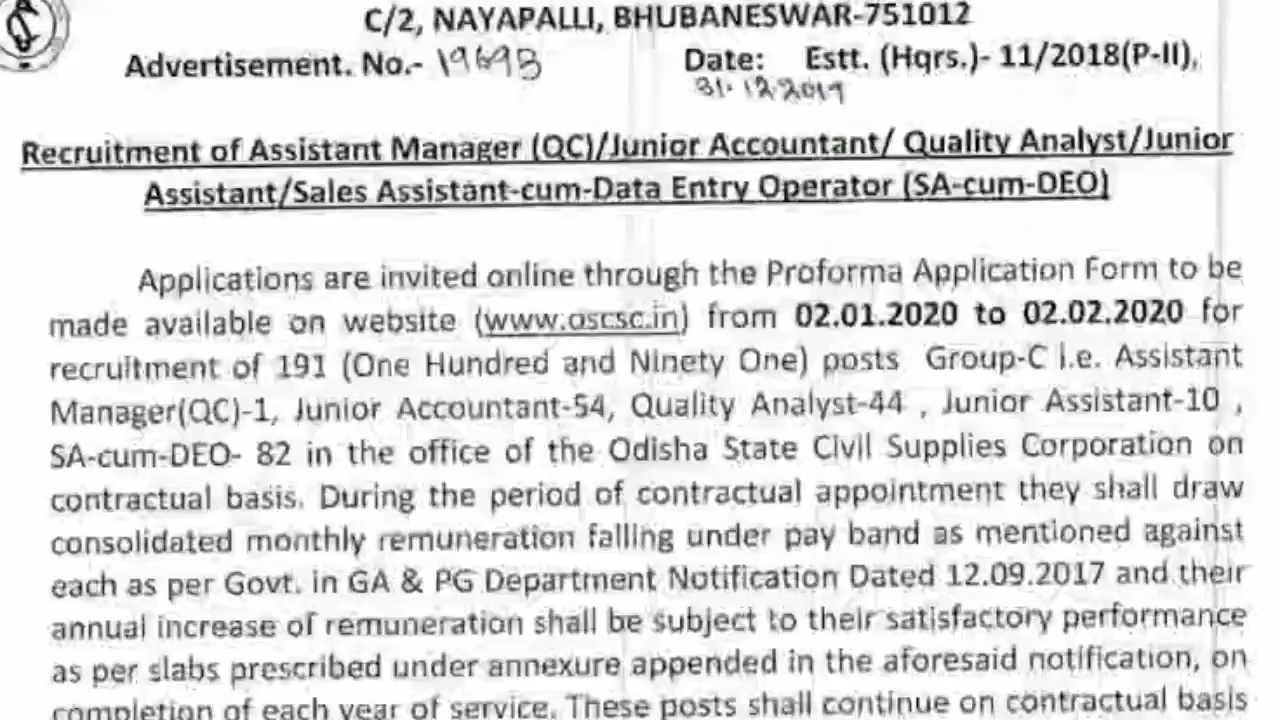 C/2, NAYAPALLI, BHUBANESWAR-751012
Advertisement. No.- 19693 Date: Estt. (Hqrs.)- 11/2018(P-II),
31.12.2019
Recruitment of Assistant Manager (QC)/Junior Accountant/ Quality Analyst/Junior
Assistant/Sales Assistant-cum-Data Entry Operator (SA-cum-DEO)
Applications are invited online through the Proforma Application Form to be
made available on website (www.oscsc.in) from 02.01.2020 to 02.02.2020 for
recruitment of 191 (One Hundred and Ninety One) posts Group-C i.e. Assistant
Manager(QC)-1, Junior Accountant-54, Quality Analyst-44 , Junior Assistant-10 ,
SA-cum-DEO- 82 in the office of the Odisha State Civil Supplies Corporation on
contractual basis. During the period of contractual appointment they shall draw
consolidated monthly remuneration falling under pay band as mentioned against
each as per Govt. in GA & PG Department Notification Dated 12.09.2017 and their
annual increase of remuneration shall be subject to their satisfactory performance
as per slabs prescribed under annexure appended in the aforesaid notification, on
completion of each year of service. These posts shall continue on contractual basis